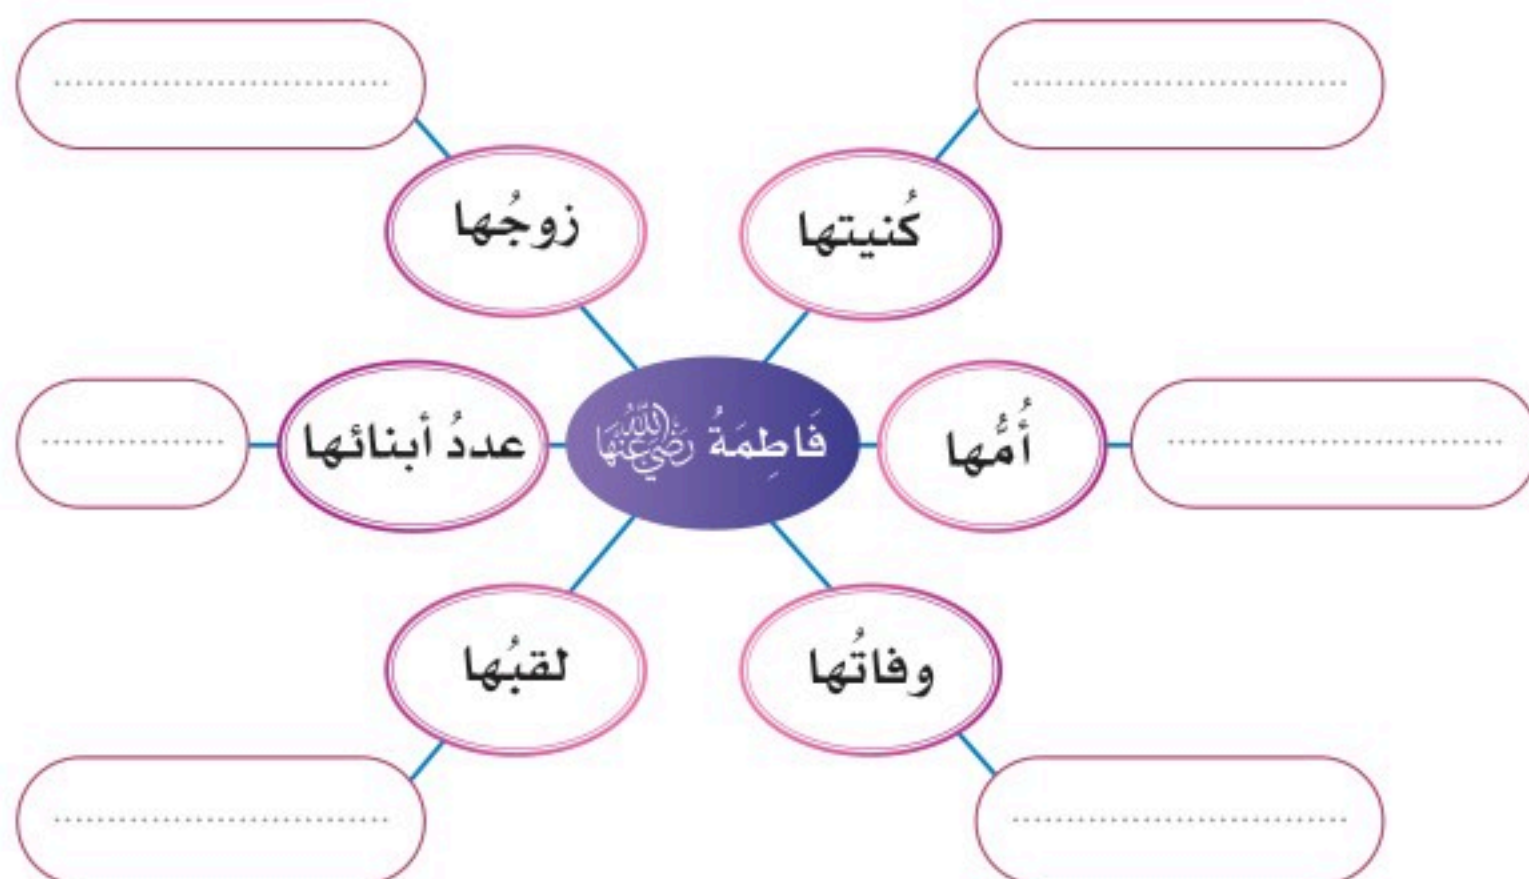 كُنيتها
زوجُها
أُمُّها
فَاطِمَةُ رَضِيَ اللَّهُ عَنْهَا
عددُ أبنائها
وفاتُها
لقبُها